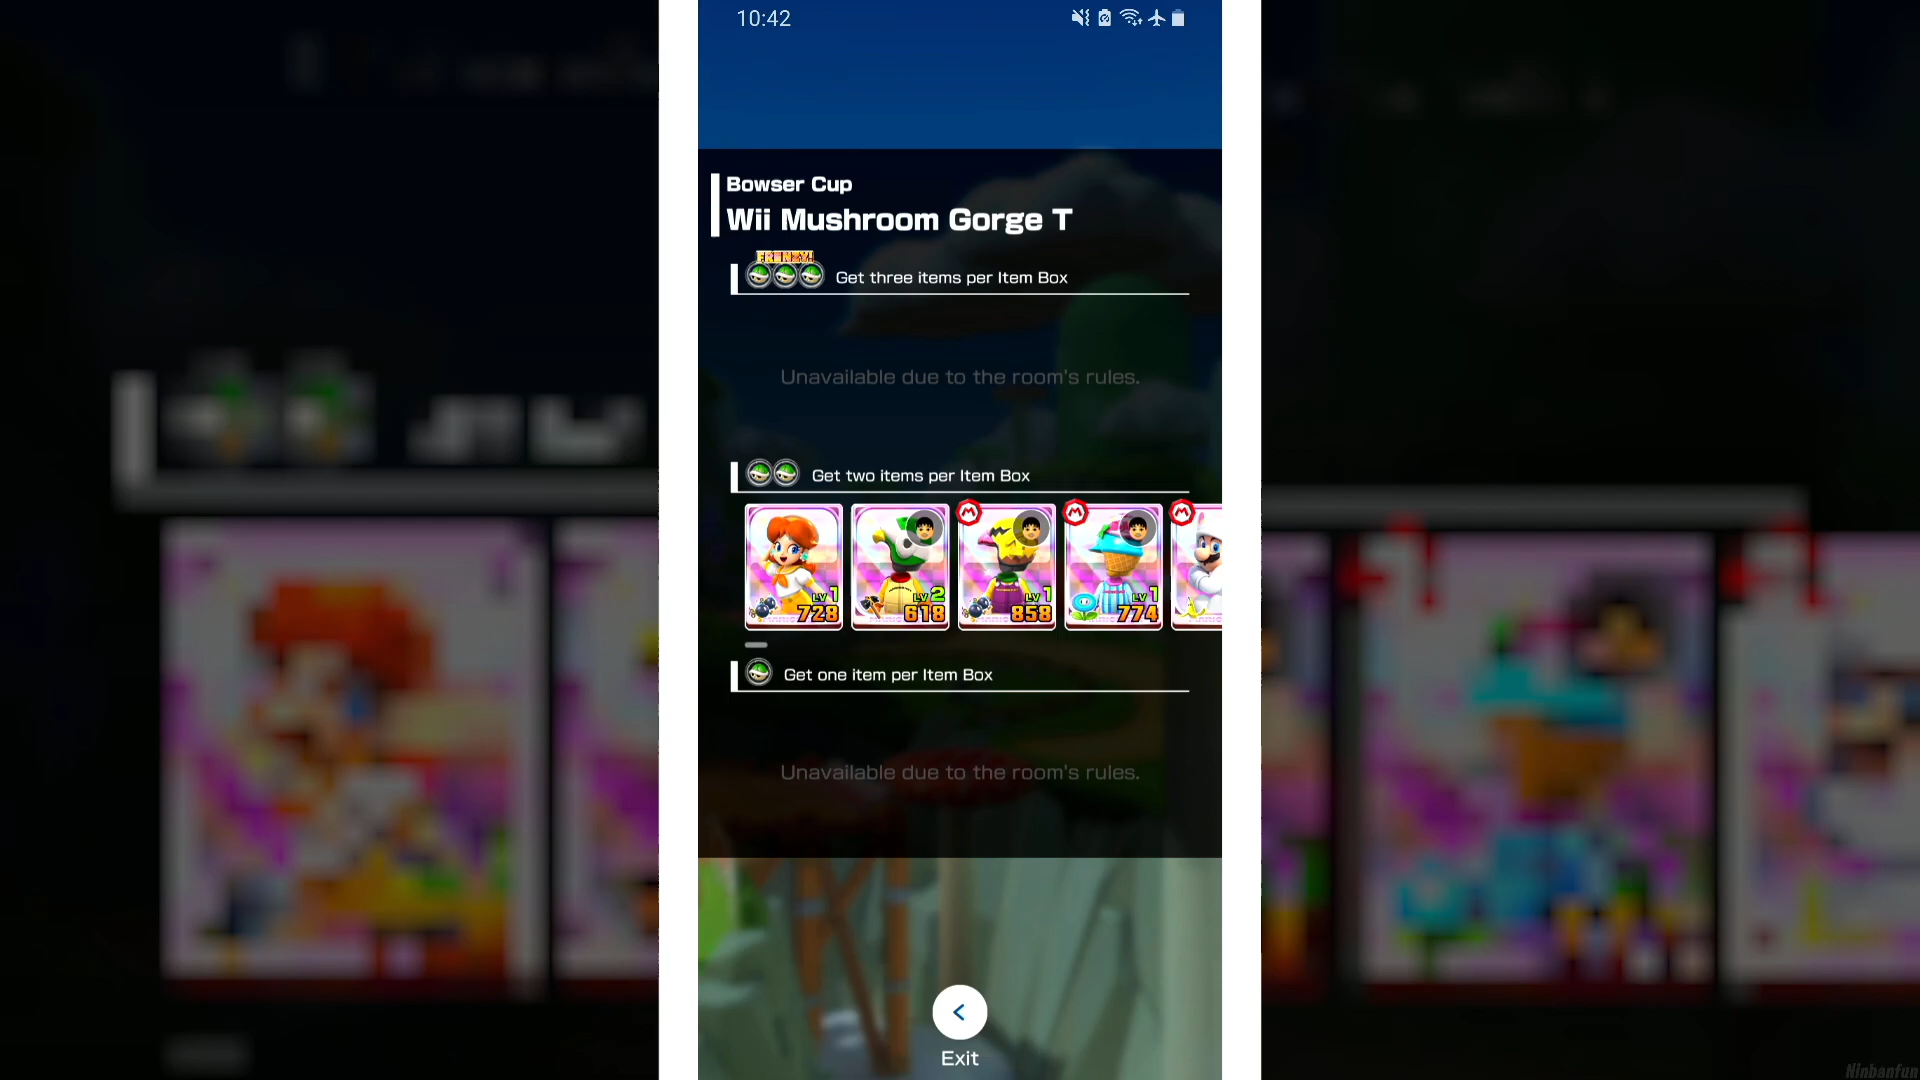 10:42
Bowser Cup
Wii Mushroom Gorge T
FRENZY!
Get three items per Item Box
Unavailable due to the room's rules.
Get two items per Item Box
LV 1
728
LV 2
618
M
LV 1
858
M
LV 1
774
M
Get one item per Item Box
Unavailable due to the room's rules.
Exit
Ninbanfun